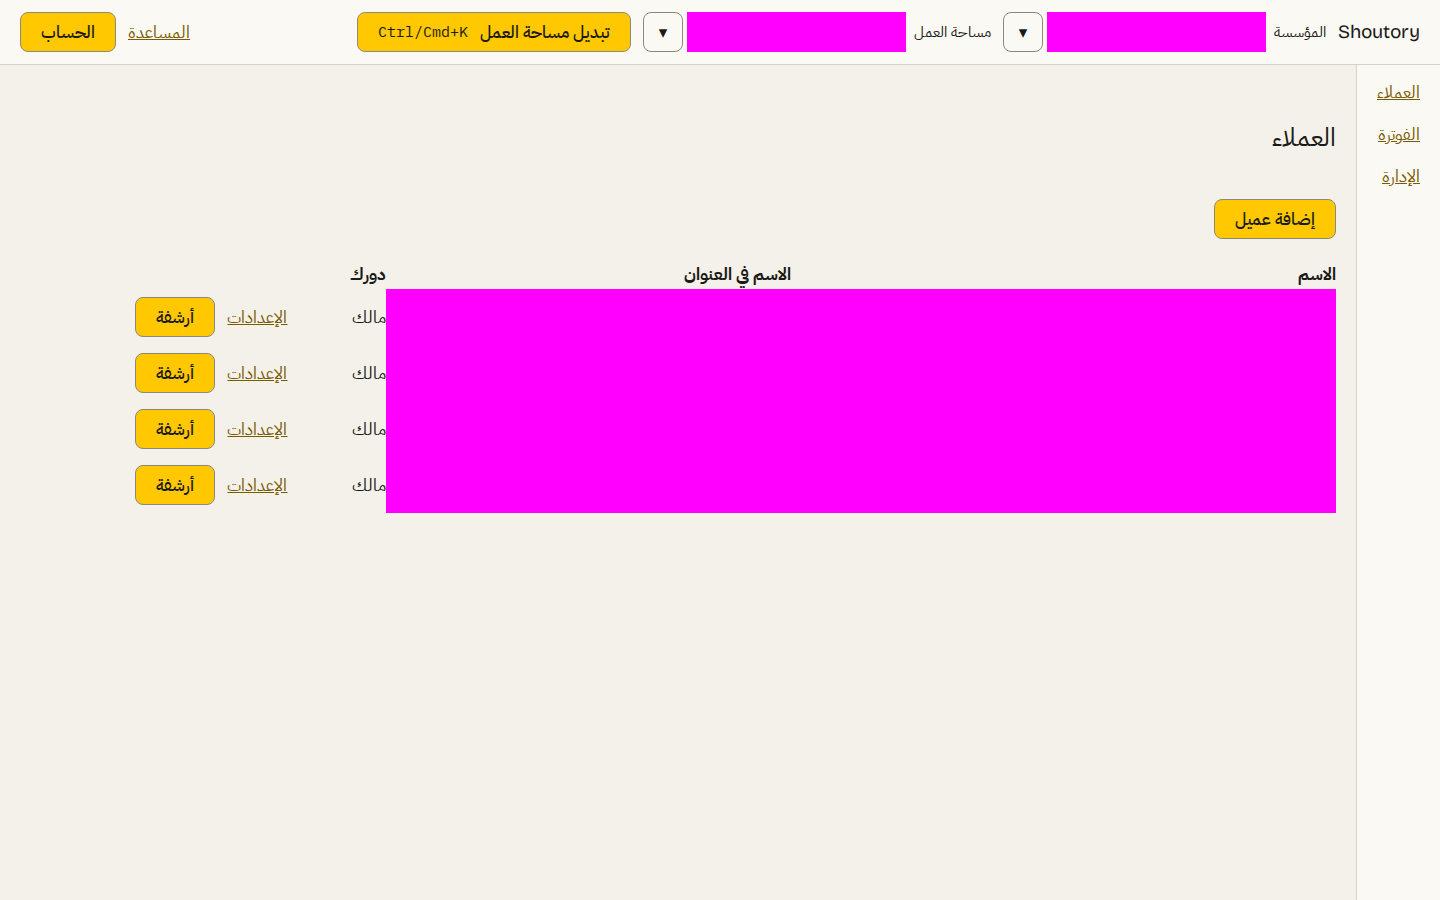 Shoutory المؤسسة ▼ مساحة العمل ▼ تبديل مساحة العمل Ctrl/Cmd+K المساعدة الحساب
العملاء
الفوترة
الإدارة
العملاء
إضافة عميل
الاسم الاسم في العنوان دورك
مالك الإعدادات أرشفة
مالك الإعدادات أرشفة
مالك الإعدادات أرشفة
مالك الإعدادات أرشفة